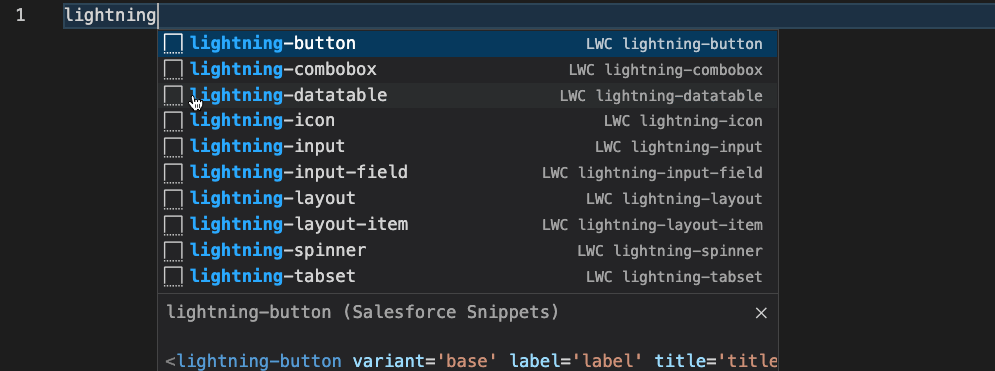 1 lightning
lightning-button LWC lightning-button
lightning-combobox LWC lightning-combobox
lightning-datatable LWC lightning-datatable
lightning-icon LWC lightning-icon
lightning-input LWC lightning-input
lightning-input-field LWC lightning-input-field
lightning-layout LWC lightning-layout
lightning-layout-item LWC lightning-layout-item
lightning-spinner LWC lightning-spinner
lightning-tabset LWC lightning-tabset
lightning-button (Salesforce Snippets)
<lightning-button variant='base' label='label' title='title